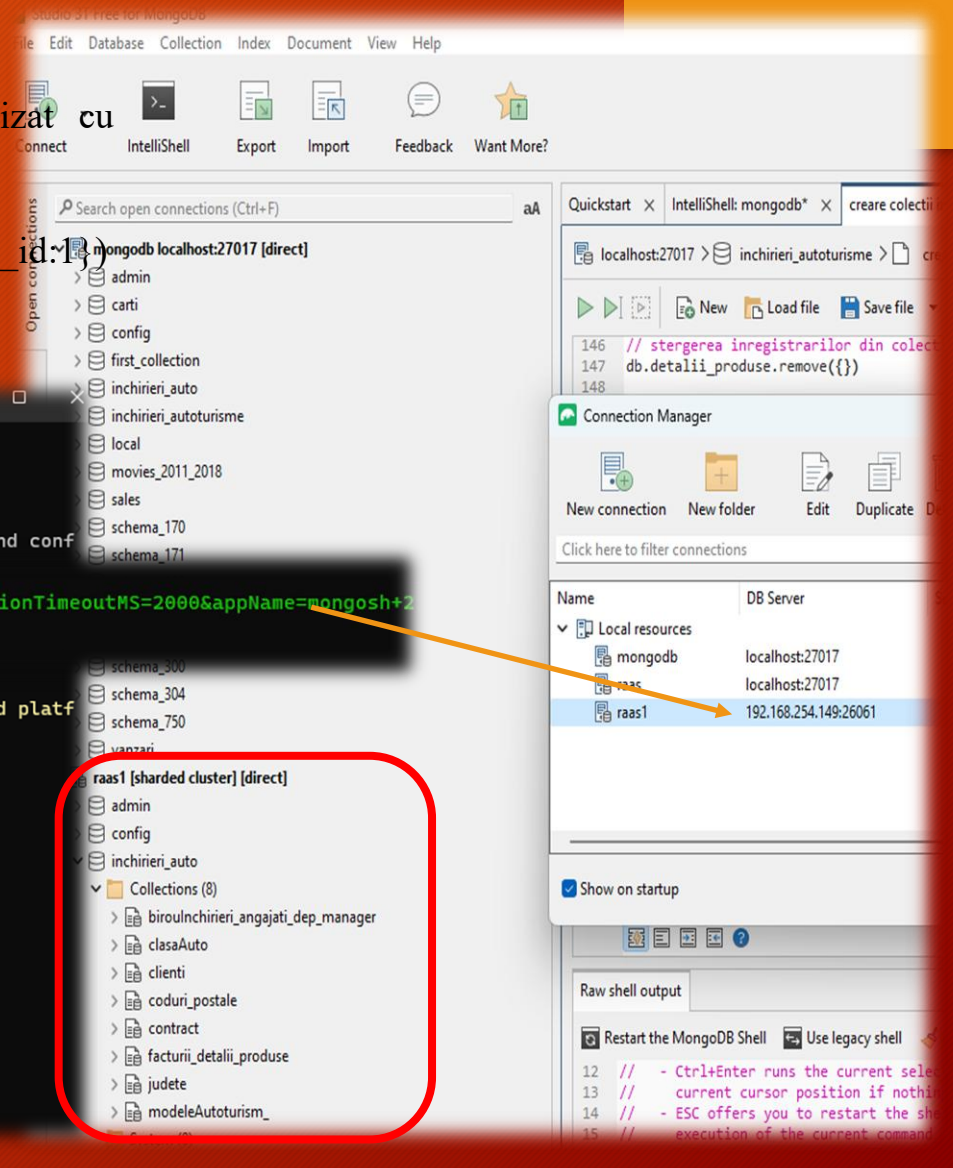 Studio 3T Free for MongoDB
File Edit Database Collection Index Document View Help
izat cu
Connect IntelliShell Export Import Feedback Want More?
Open connections
Search open connections (Ctrl+F) aA
_id:1})
mongodb localhost:27017 [direct]
admin
carti
config
first_collection
inchirieri_auto
inchirieri_autoturisme
local
movies_2011_2018
sales
schema_170
nd conf
schema_171
ionTimeoutMS=2000&appName=mongosh+2
schema_300
schema_304
d platf
schema_750
vanzari
raas1 [sharded cluster] [direct]
admin
config
inchirieri_auto
Collections (8)
birouInchirieri_angajati_dep_manager
clasaAuto
clienti
coduri_postale
contract
facturii_detalii_produse
judete
modeleAutoturism_
Quickstart IntelliShell: mongodb* creare colectii
localhost:27017 inchirieri_autoturisme
New Load file Save file
146 // stergerea inregistrarilor din colect
147 db.detalii_produse.remove({})
148
Connection Manager
New connection New folder Edit Duplicate
Click here to filter connections
Name DB Server
Local resources
mongodb localhost:27017
raas localhost:27017
raas1 192.168.254.149:26061
Show on startup
Raw shell output
Restart the MongoDB Shell Use legacy shell
12 // - Ctrl+Enter runs the current sele
13 // current cursor position if nothin
14 // - ESC offers you to restart the she
15 // execution of the current command